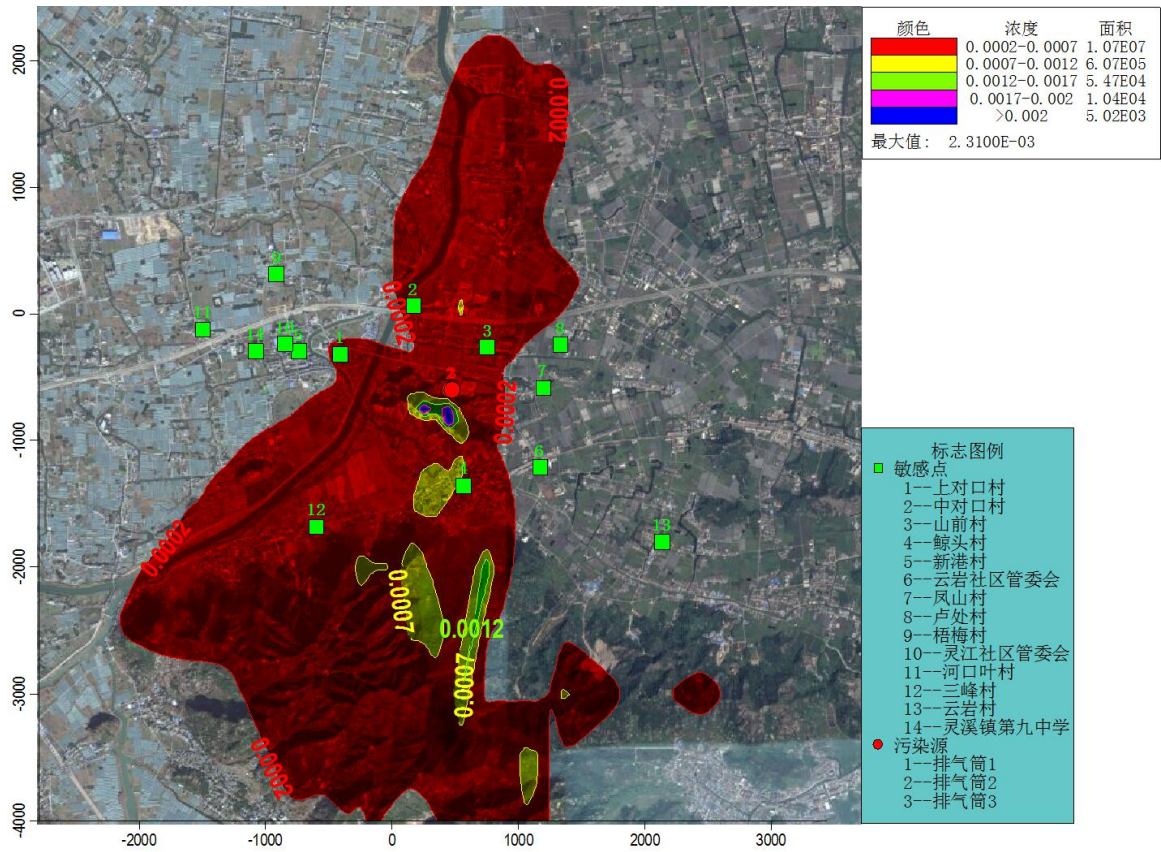 颜色 浓度 面积
0.0002-0.0007 1.07E07
0.0007-0.0012 6.07E05
0.0012-0.0017 5.47E04
0.0017-0.002 1.04E04
>0.002 5.02E03
最大值: 2.3100E-03
2000
1000
0
-1000
-2000
-3000
-4000
-2000 -1000 0 1000 2000 3000
0.0002
9
2
0.0002
11
14
10
5
1
3
8
2
7
0.0002
4
6
12
13
0.0002
0.0007
0.0012
0.0007
0.0002
标志图例
敏感点
1--上对口村
2--中对口村
3--山前村
4--鲸头村
5--新港村
6--云岩社区管委会
7--凤山村
8--卢处村
9--梧梅村
10--灵江社区管委会
11--河口叶村
12--三峰村
13--云岩村
14--灵溪镇第九中学
污染源
1--排气筒1
2--排气筒2
3--排气筒3